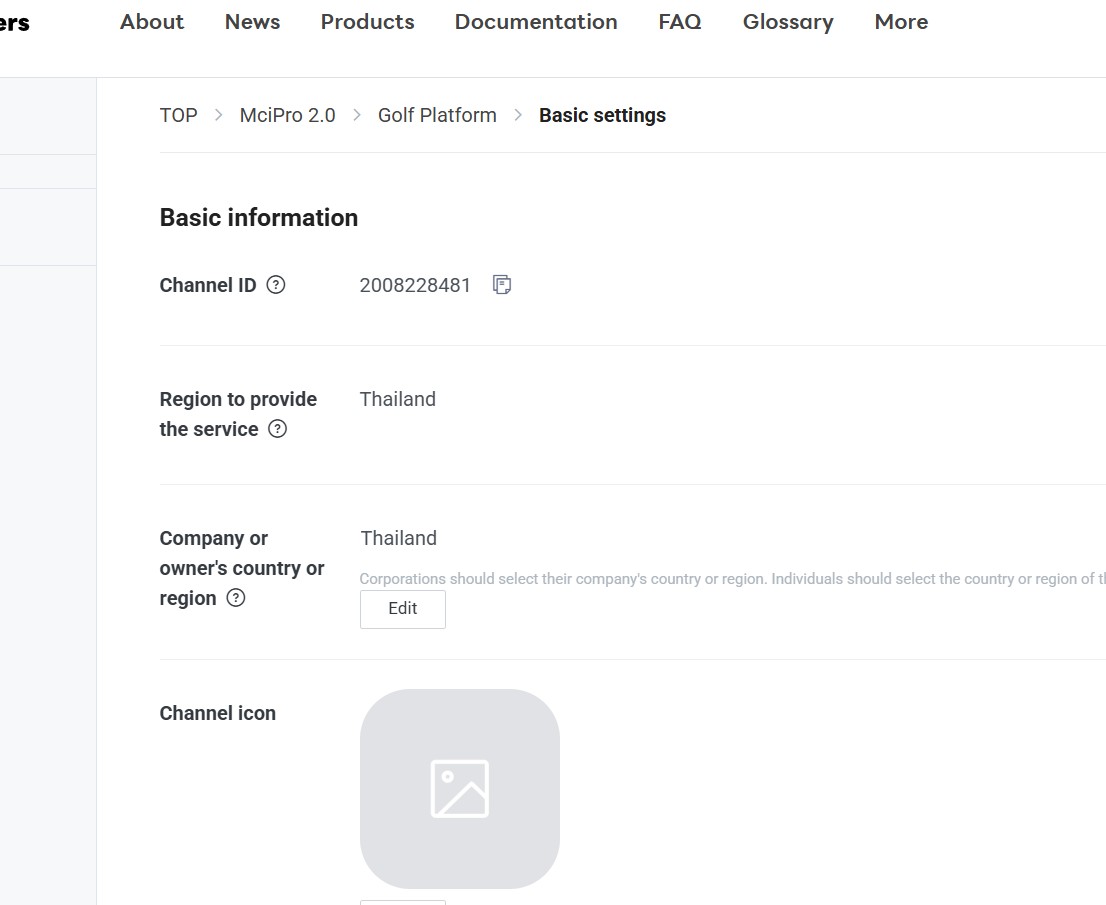 ers About News Products Documentation FAQ Glossary More
TOP > MciPro 2.0 > Golf Platform > Basic settings
Basic information
Channel ID ? 2008228481
Region to provide the service ? Thailand
Company or owner's country or region ? Thailand
Corporations should select their company's country or region. Individuals should select the country or region of
Edit
Channel icon